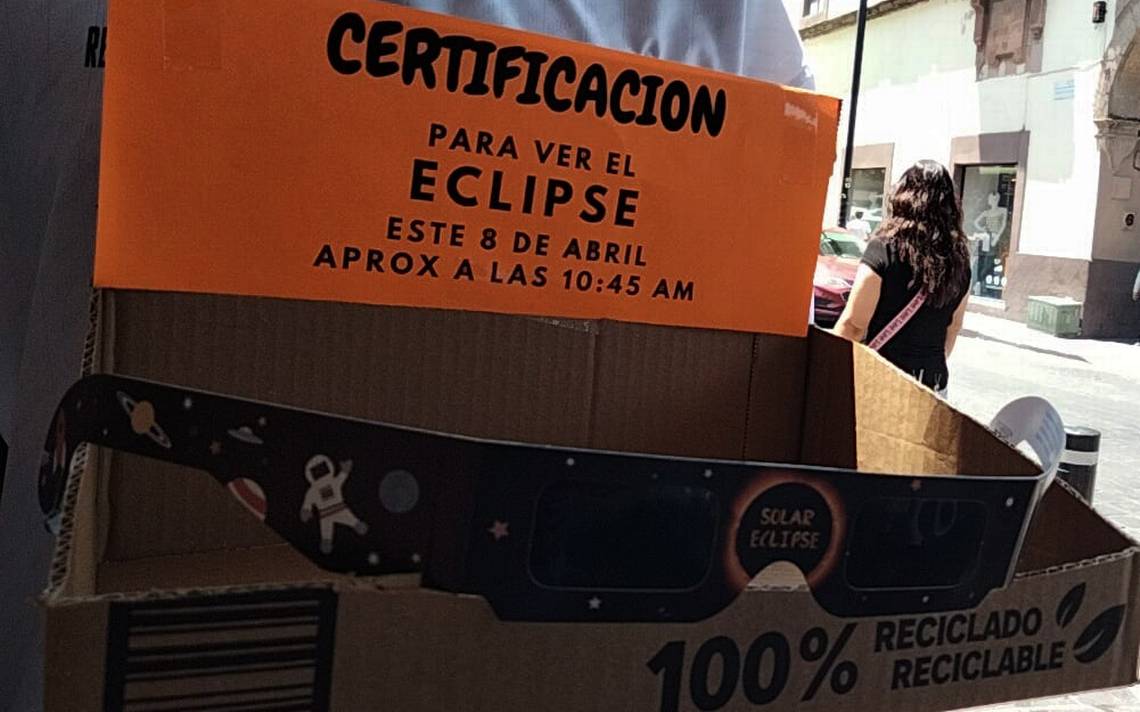 RE
CERTIFICACION
PARA VER EL
ECLIPSE
ESTE 8 DE ABRIL
APROX A LAS 10:45 AM
SOLAR
ECLIPSE
100%
RECICLADO
RECICLABLE